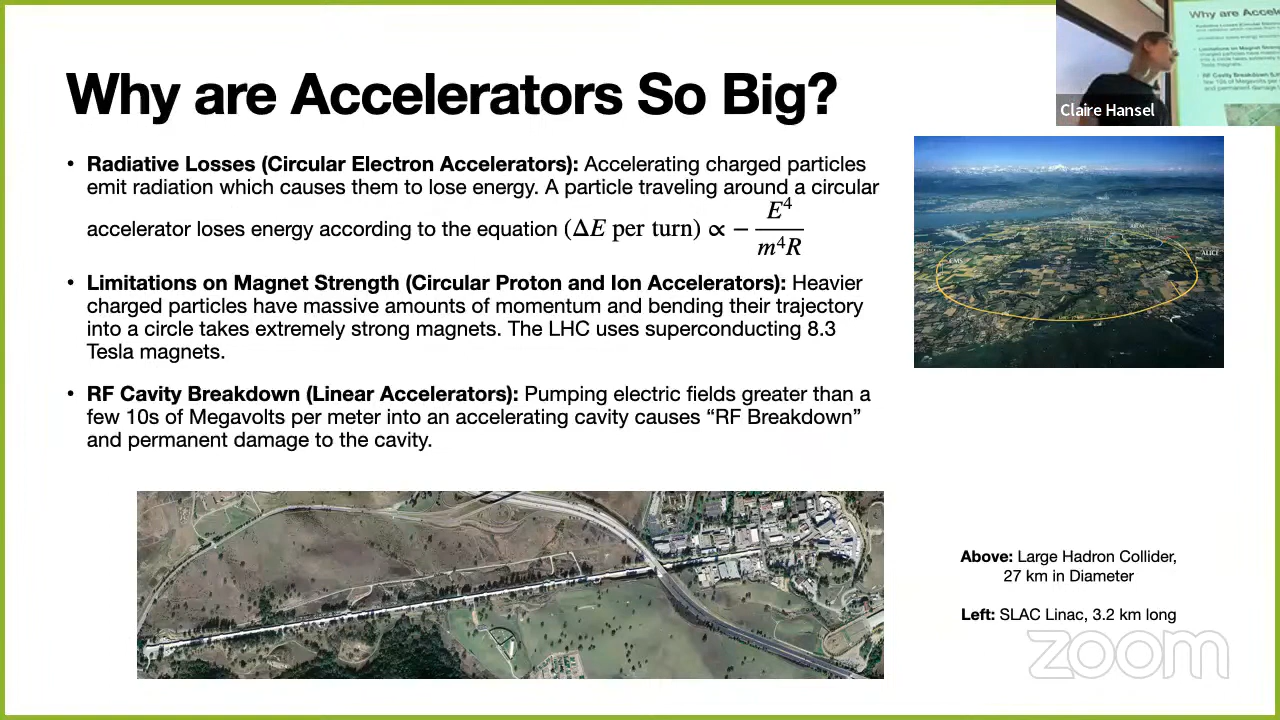 Why are Accelerators So Big?
• Radiative Losses (Circular Electron Accelerators): Accelerating charged particles
emit radiation which causes them to lose energy. A particle traveling around a circular
accelerator loses energy according to the equation (ΔE per turn) ∝ − E⁴ / m⁴R
• Limitations on Magnet Strength (Circular Proton and Ion Accelerators): Heavier
charged particles have massive amounts of momentum and bending their trajectory
into a circle takes extremely strong magnets. The LHC uses superconducting 8.3
Tesla magnets.
• RF Cavity Breakdown (Linear Accelerators): Pumping electric fields greater than a
few 10s of Megavolts per meter into an accelerating cavity causes “RF Breakdown”
and permanent damage to the cavity.
Why are Accele
Claire Hansel
CMS
ALICE
Above: Large Hadron Collider,
27 km in Diameter
Left: SLAC Linac, 3.2 km long
zoom